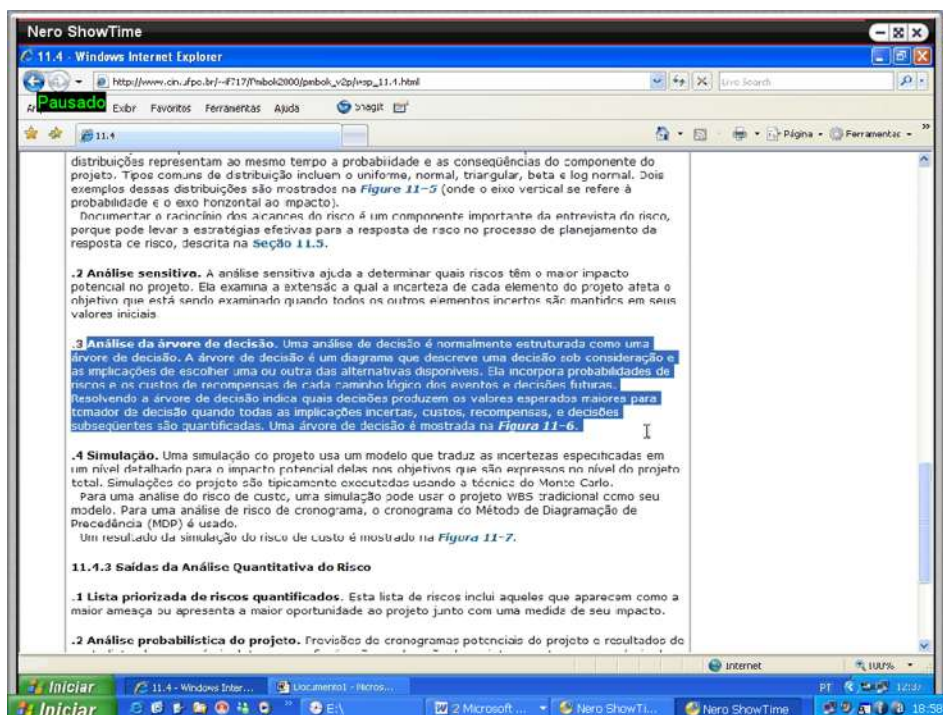 Nero ShowTime
11.4 - Windows Internet Explorer
Pausado
Exibir Favoritos Ferramentas Ajuda
SnagIt
Live Search
11.4
Página
Ferramentas
distribuições representam ao mesmo tempo a probabilidade e as conseqüências do componente do
projeto. Tipos comuns de distribuição incluem o uniforme, normal, triangular, beta e log normal. Dois
exemplos dessas distribuições são mostrados na Figure 11-5 (onde o eixo vertical se refere à
probabilidade e o eixo horizontal ao impacto).
Documentar o raciocínio dos alcances do risco é um componente importante da entrevista do risco,
porque pode levar a estratégias efetivas para a resposta de risco no processo de planejamento da
resposta de risco, descrita na Seção 11.5.
.2 Análise sensitiva. A análise sensitiva ajuda a determinar quais riscos têm o maior impacto
potencial no projeto. Ela examina a extensão a qual a incerteza de cada elemento do projeto afeta o
objetivo que está sendo examinado quando todos os outros elementos incertos são mantidos em seus
valores iniciais
.3 Análise da árvore de decisão. Uma análise de decisão é normalmente estruturada como uma
árvore de decisão. A árvore de decisão é um diagrama que descreve uma decisão sob consideração e
as implicações de escolher uma ou outra das alternativas disponíveis. Ela incorpora probabilidades de
riscos e os custos de recompensas de cada caminho lógico dos eventos e decisões futuras.
Resolvendo a árvore de decisão indica quais decisões produzem os valores esperados maiores para
tomador de decisão quando todas as implicações incertas, custos, recompensas, e decisões
subseqüentes são quantificadas. Uma árvore de decisão é mostrada na Figura 11-6.
.4 Simulação. Uma simulação do projeto usa um modelo que traduz as incertezas especificadas em
um nível detalhado para o impacto potencial delas nos objetivos que são expressos no nível do projeto
total. Simulações do projeto são tipicamente executadas usando a técnica do Monte Carlo.
Para uma análise do risco de custo, uma simulação pode usar o projeto WBS tradicional como seu
modelo. Para uma análise de risco de cronograma, o cronograma do Método de Diagramação de
Precedência (MDP) é usado.
Um resultado da simulação do risco de custo é mostrado na Figura 11-7.
11.4.3 Saídas da Análise Quantitativa do Risco
.1 Lista priorizada de riscos quantificados. Esta lista de riscos inclui aqueles que aparecem como a
maior ameaça ou apresenta a maior oportunidade ao projeto junto com uma medida de seu impacto.
.2 Análise probabilística do projeto. Previsões de cronogramas potenciais do projeto e resultados de
Internet
100%
Iniciar
11.4 - Windows Inter...
Documento1 - Micros...
PT
Iniciar
E:\
2 Microsoft ...
Nero ShowTi...
Nero ShowTime
18:58